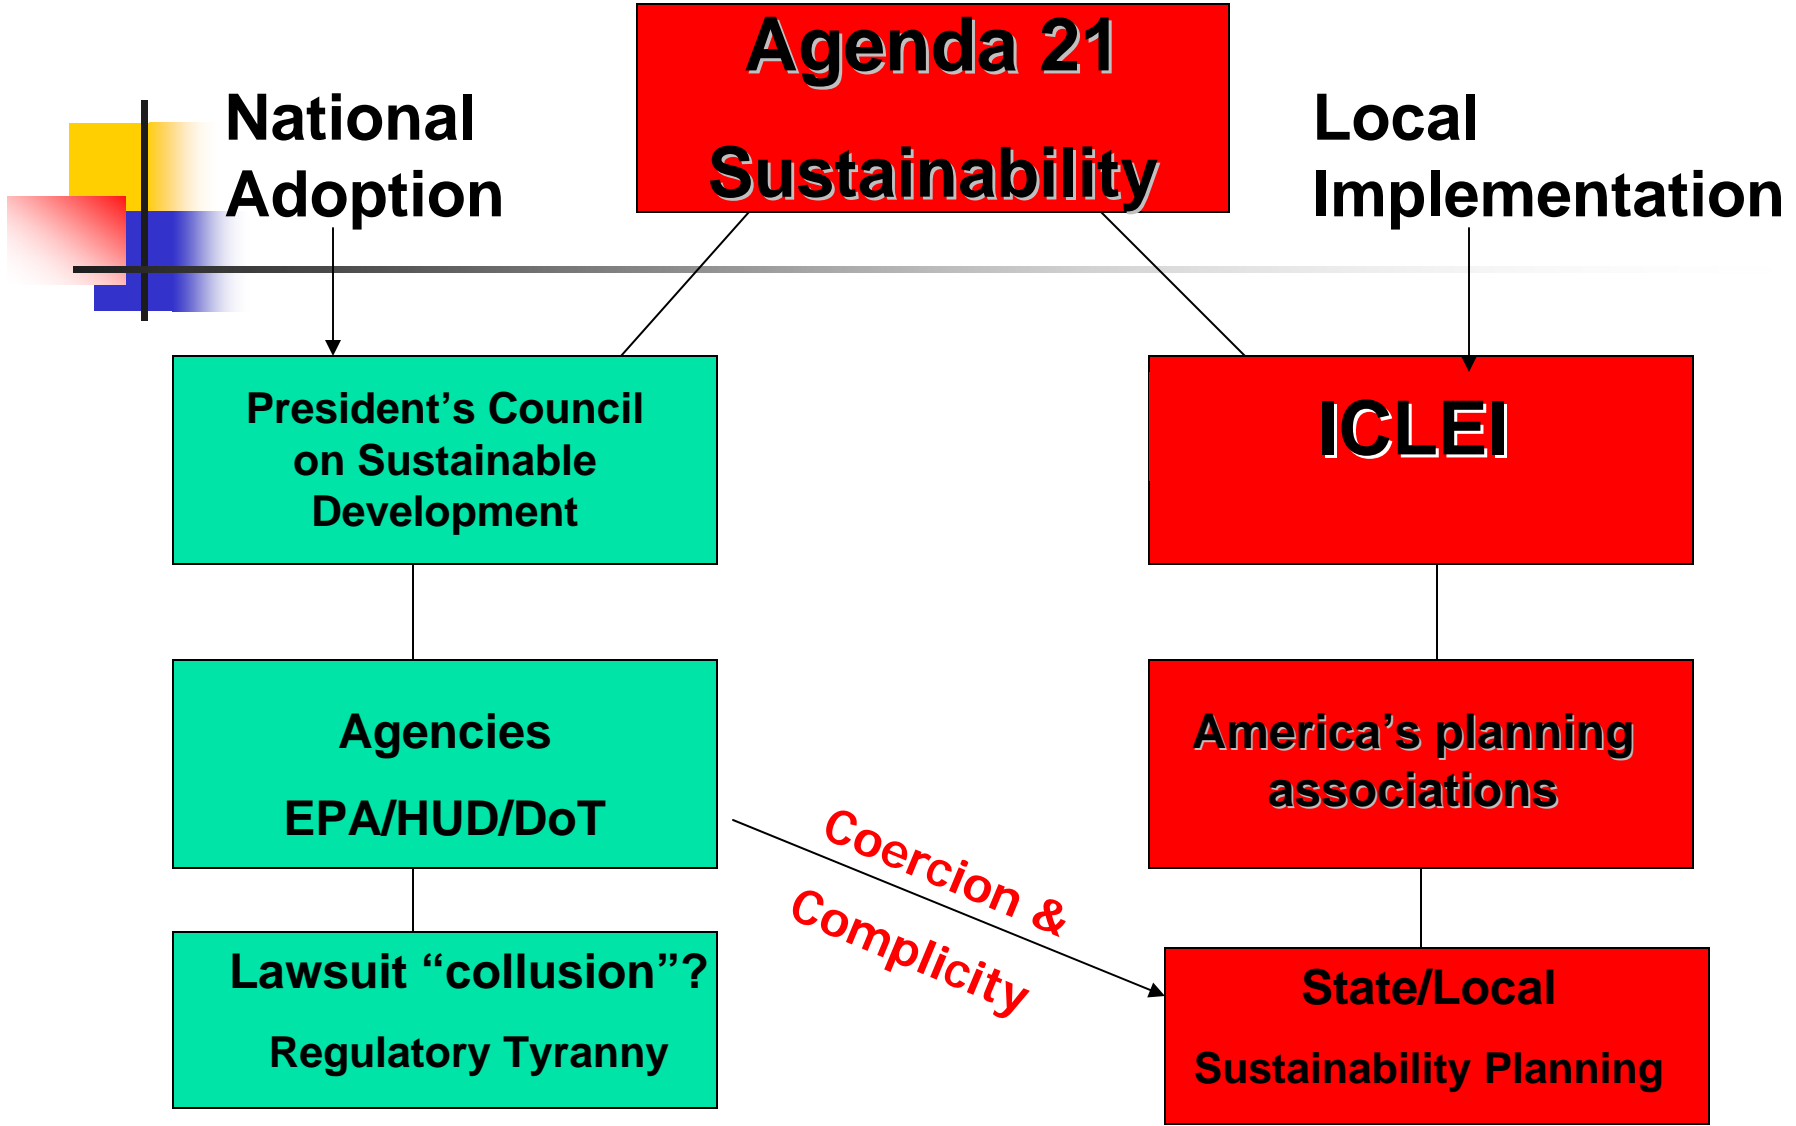 Agenda 21
Sustainability
National
Adoption
Local
Implementation
President’s Council
on Sustainable
Development
ICLEI
Agencies
EPA/HUD/DoT
America’s planning
associations
Coercion &
Complicity
Lawsuit “collusion”?
Regulatory Tyranny
State/Local
Sustainability Planning